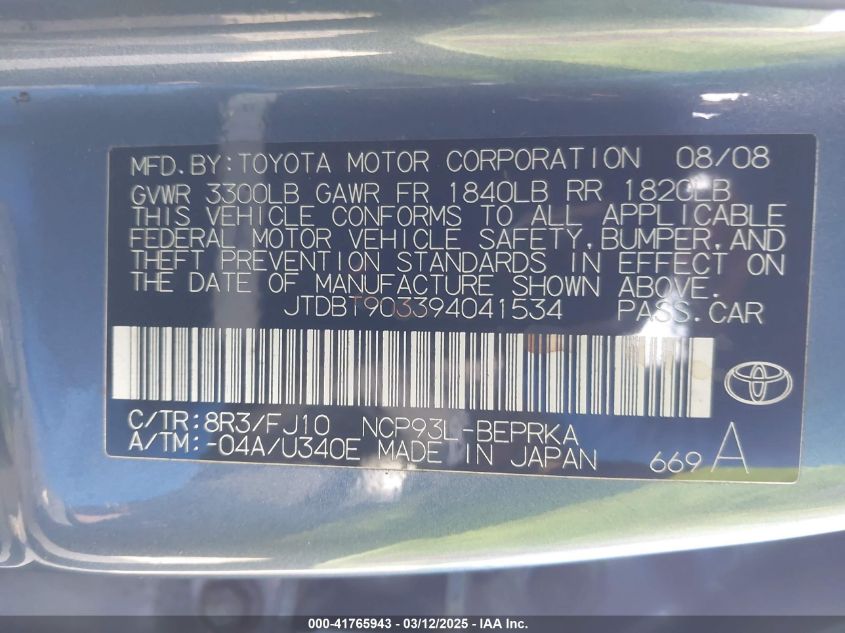 MFD.BY:TOYOTA MOTOR CORPORATION 08/08
GVWR 3300LB GAWR FR 1840LB RR 1820LB
THIS VEHICLE CONFORMS TO ALL APPLICABLE
FEDERAL MOTOR VEHICLE SAFETY,BUMPER,AND
THEFT PREVENTION STANDARDS IN EFFECT ON
THE DATE OF MANUFACTURE SHOWN ABOVE.
JTDBT903394041534 PASS.CAR
C/TR:8R3/FJ10 NCP93L-BEPRKA
A/TM:-04A/U340E MADE IN JAPAN 669 A
000-41765943 - 03/12/2025 - IAA Inc.